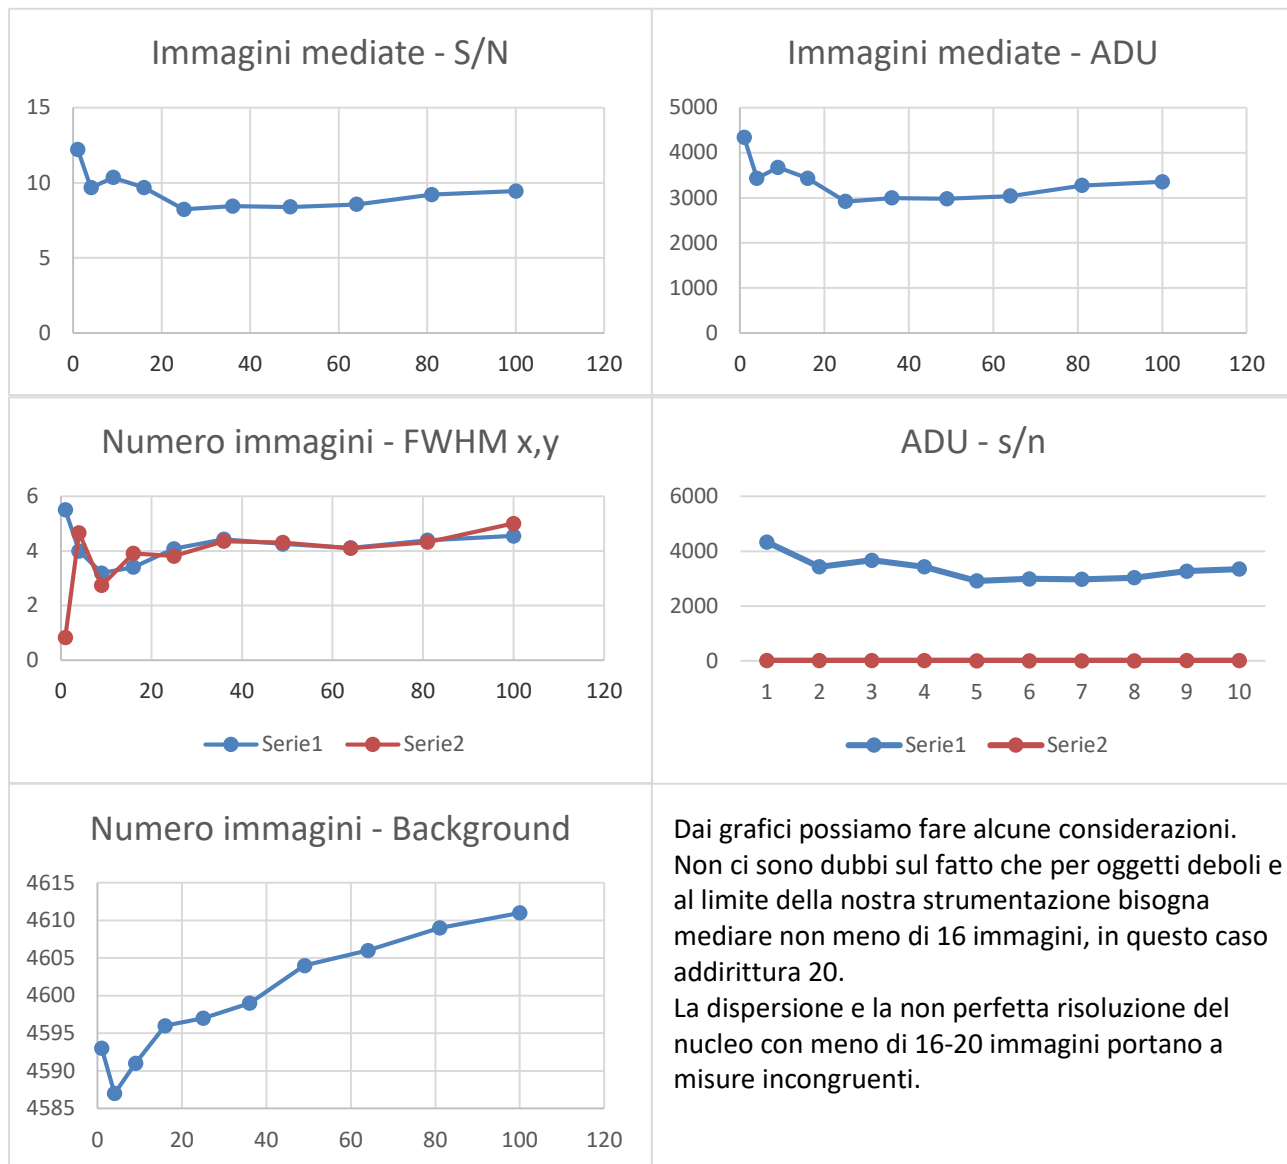 Immagini mediate - S/N
15
10
5
0
0 20 40 60 80 100 120
Immagini mediate - ADU
5000
4000
3000
2000
1000
0
0 20 40 60 80 100 120
Numero immagini - FWHM x,y
6
4
2
0
0 20 40 60 80 100 120
Serie1 Serie2
ADU - s/n
6000
4000
2000
0
1 2 3 4 5 6 7 8 9 10
Serie1 Serie2
Numero immagini - Background
4615
4610
4605
4600
4595
4590
4585
0 20 40 60 80 100 120
Dai grafici possiamo fare alcune considerazioni.
Non ci sono dubbi sul fatto che per oggetti deboli e
al limite della nostra strumentazione bisogna
mediare non meno di 16 immagini, in questo caso
addirittura 20.
La dispersione e la non perfetta risoluzione del
nucleo con meno di 16-20 immagini portano a
misure incongruenti.